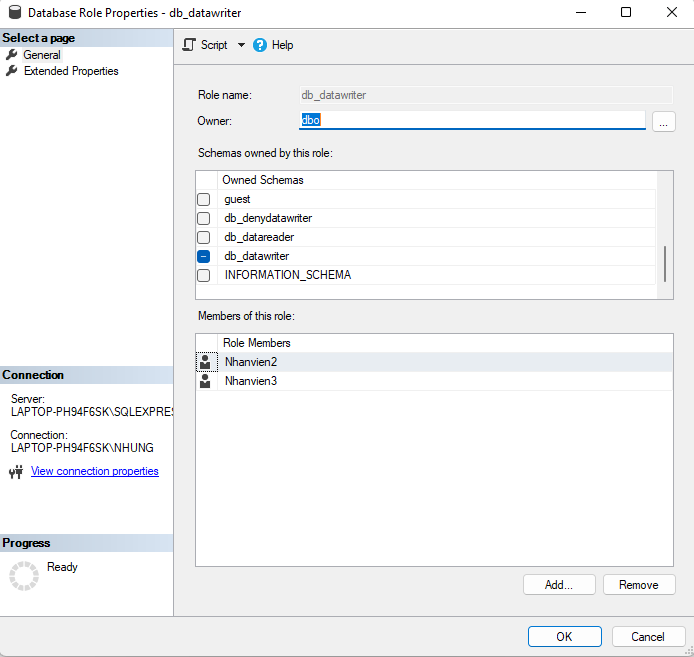 Database Role Properties - db_datawriter
Select a page
General
Extended Properties
Script
Help
Role name:
db_datawriter
Owner:
dbo
...
Schemas owned by this role:
Owned Schemas
guest
db_denydatawriter
db_datareader
db_datawriter
INFORMATION_SCHEMA
Members of this role:
Role Members
Nhanvien2
Nhanvien3
Connection
Server:
LAPTOP-PH94F6SK\SQLEXPRES
Connection:
LAPTOP-PH94F6SK\NHUNG
View connection properties
Progress
Ready
Add...
Remove
OK
Cancel